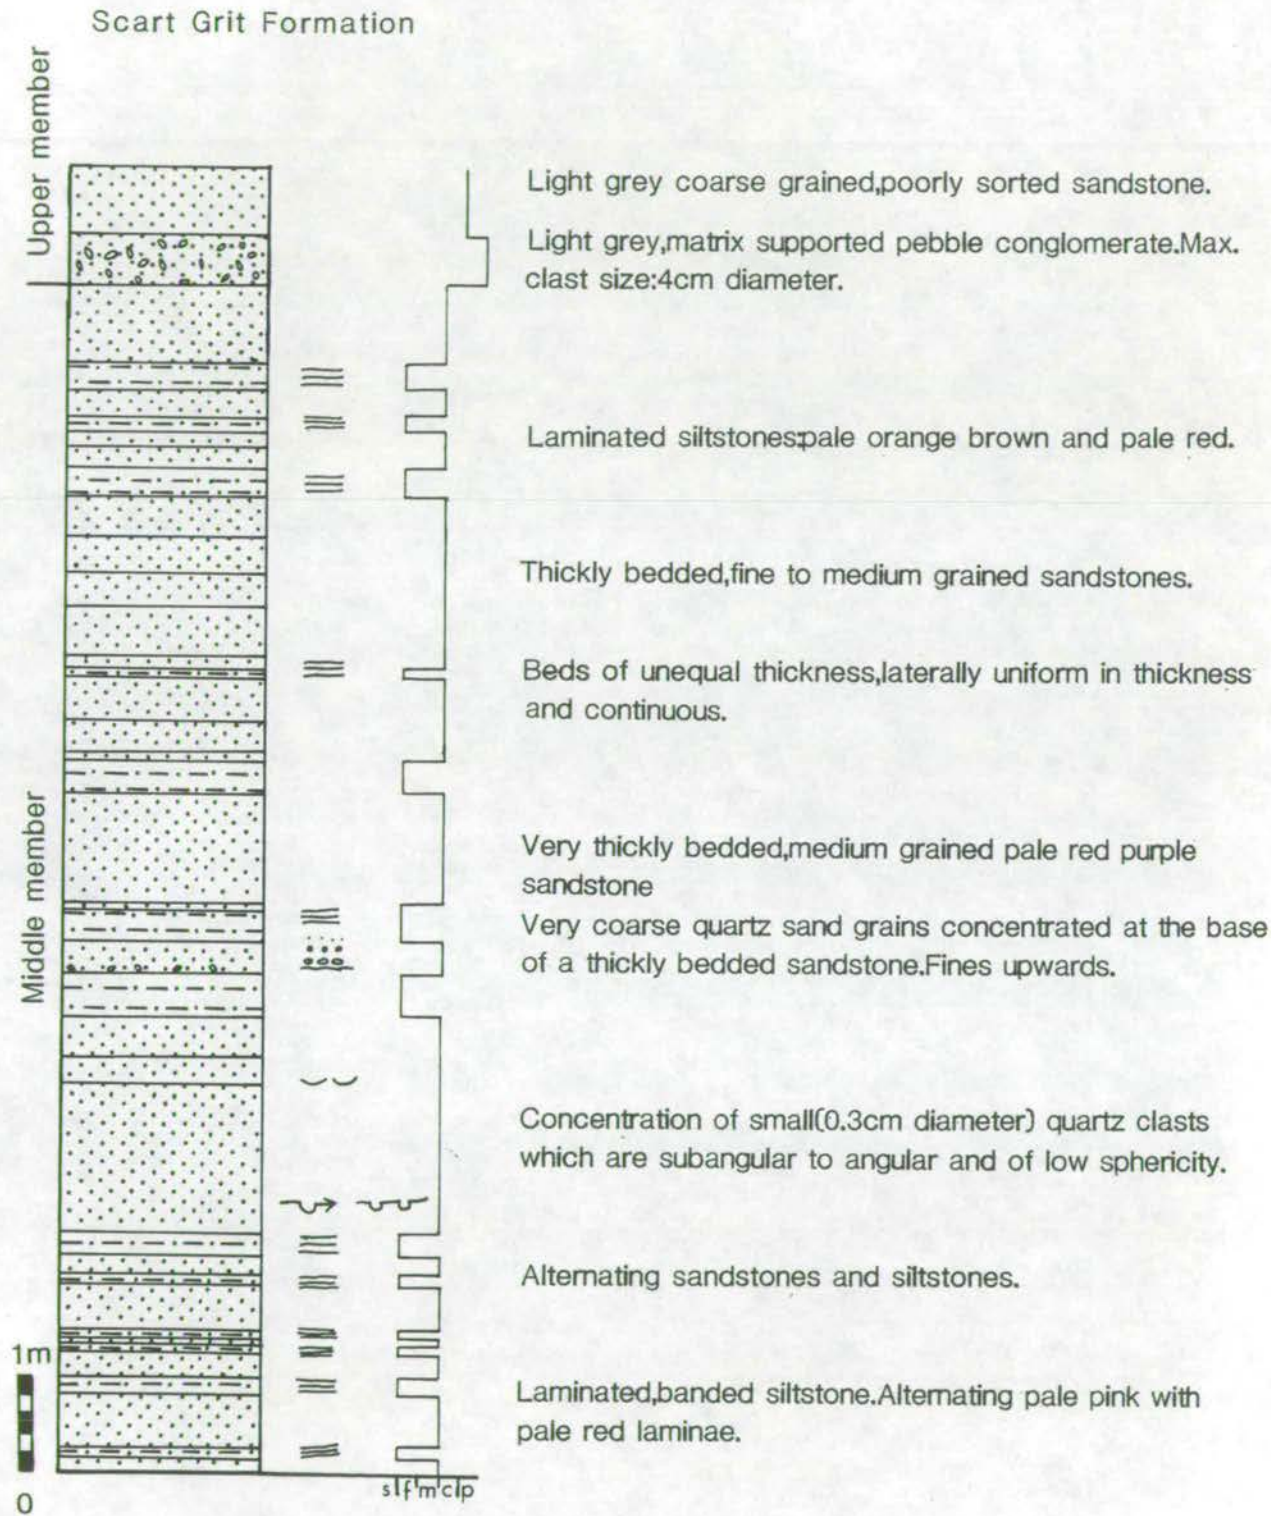 Scart Grit Formation
Upper member
Light grey coarse grained,poorly sorted sandstone.
Light grey,matrix supported pebble conglomerate.Max.
clast size:4cm diameter.
Laminated siltstones:pale orange brown and pale red.
Thickly bedded,fine to medium grained sandstones.
Beds of unequal thickness,laterally uniform in thickness
and continuous.
Middle member
Very thickly bedded,medium grained pale red purple
sandstone
Very coarse quartz sand grains concentrated at the base
of a thickly bedded sandstone.Fines upwards.
Concentration of small(0.3cm diameter) quartz clasts
which are subangular to angular and of low sphericity.
Alternating sandstones and siltstones.
1m
Laminated,banded siltstone.Alternating pale pink with
pale red laminae.
0
s f m c p